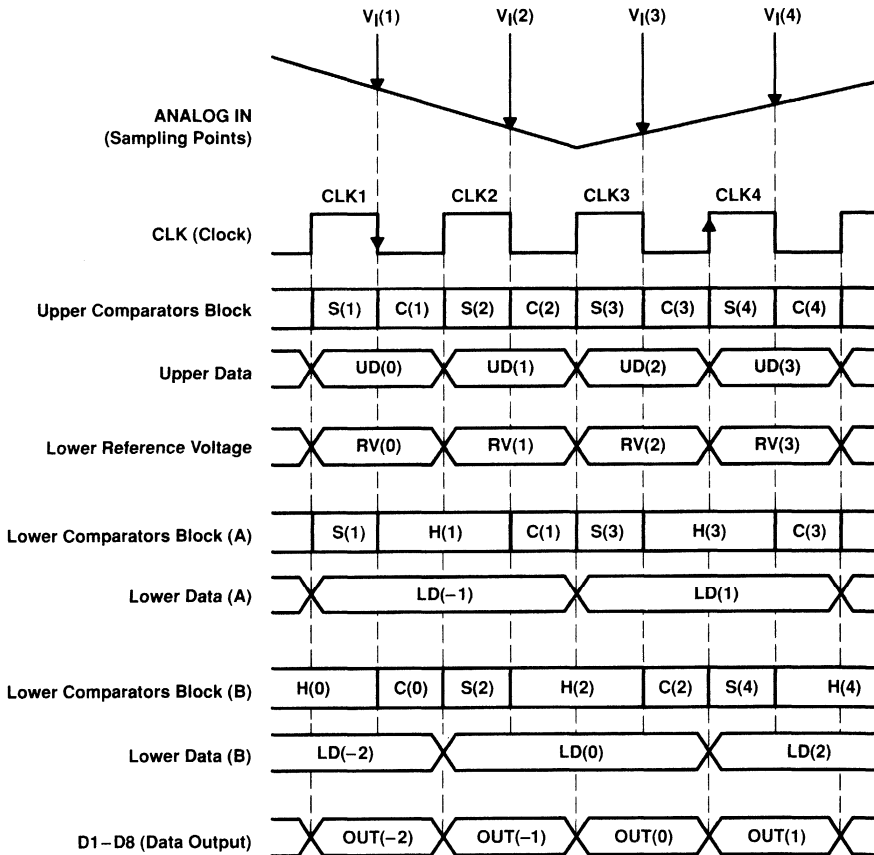 VI(1) VI(2) VI(3) VI(4)
ANALOG IN
(Sampling Points)
CLK1 CLK2 CLK3 CLK4
CLK (Clock)
Upper Comparators Block S(1) C(1) S(2) C(2) S(3) C(3) S(4) C(4)
Upper Data UD(0) UD(1) UD(2) UD(3)
Lower Reference Voltage RV(0) RV(1) RV(2) RV(3)
Lower Comparators Block (A) S(1) H(1) C(1) S(3) H(3) C(3)
Lower Data (A) LD(−1) LD(1)
Lower Comparators Block (B) H(0) C(0) S(2) H(2) C(2) S(4) H(4)
Lower Data (B) LD(−2) LD(0) LD(2)
D1−D8 (Data Output) OUT(−2) OUT(−1) OUT(0) OUT(1)